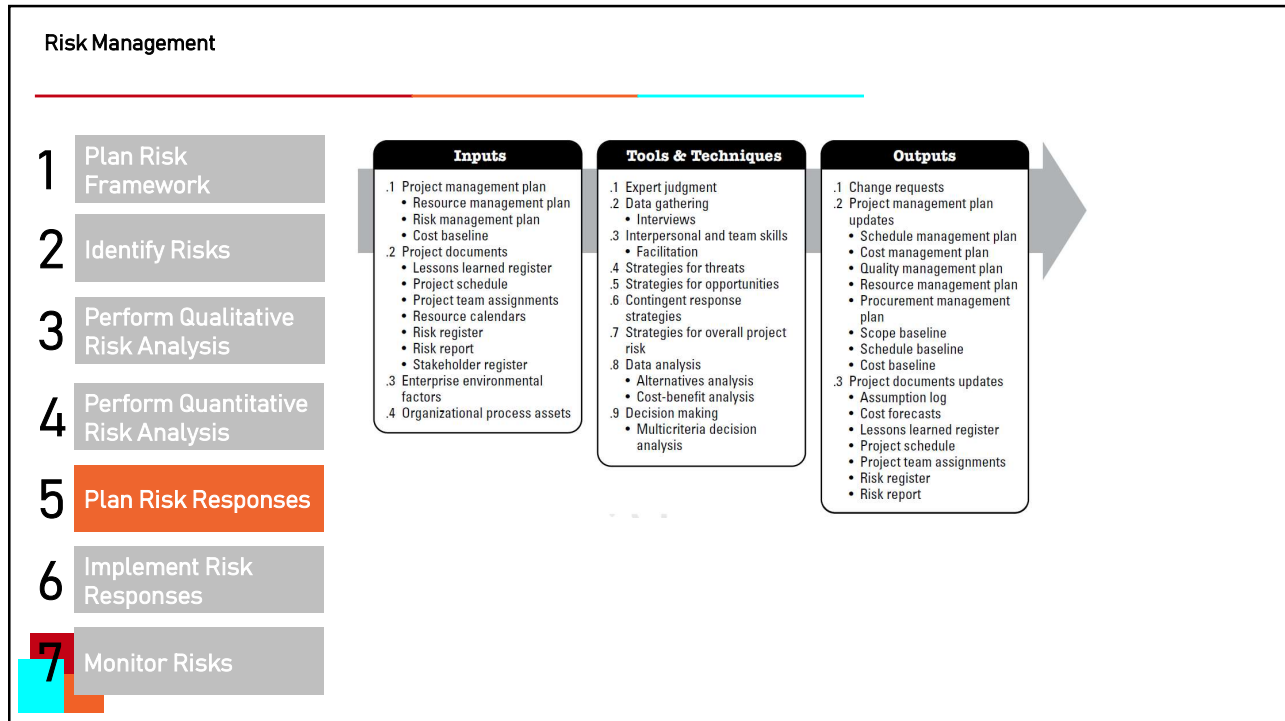 Risk Management
1
Plan Risk
Framework
2
Identify Risks
3
Perform Qualitative
Risk Analysis
4
Perform Quantitative
Risk Analysis
5
Plan Risk Responses
6
Implement Risk
Responses
7
Monitor Risks
Inputs
.1 Project management plan
• Resource management plan
• Risk management plan
• Cost baseline
.2 Project documents
• Lessons learned register
• Project schedule
• Project team assignments
• Resource calendars
• Risk register
• Risk report
• Stakeholder register
.3 Enterprise environmental
factors
.4 Organizational process assets
Tools & Techniques
.1 Expert judgment
.2 Data gathering
• Interviews
.3 Interpersonal and team skills
• Facilitation
.4 Strategies for threats
.5 Strategies for opportunities
.6 Contingent response
strategies
.7 Strategies for overall project
risk
.8 Data analysis
• Alternatives analysis
• Cost-benefit analysis
.9 Decision making
• Multicriteria decision
analysis
Outputs
.1 Change requests
.2 Project management plan
updates
• Schedule management plan
• Cost management plan
• Quality management plan
• Resource management plan
• Procurement management
plan
• Scope baseline
• Schedule baseline
• Cost baseline
.3 Project documents updates
• Assumption log
• Cost forecasts
• Lessons learned register
• Project schedule
• Project team assignments
• Risk register
• Risk report